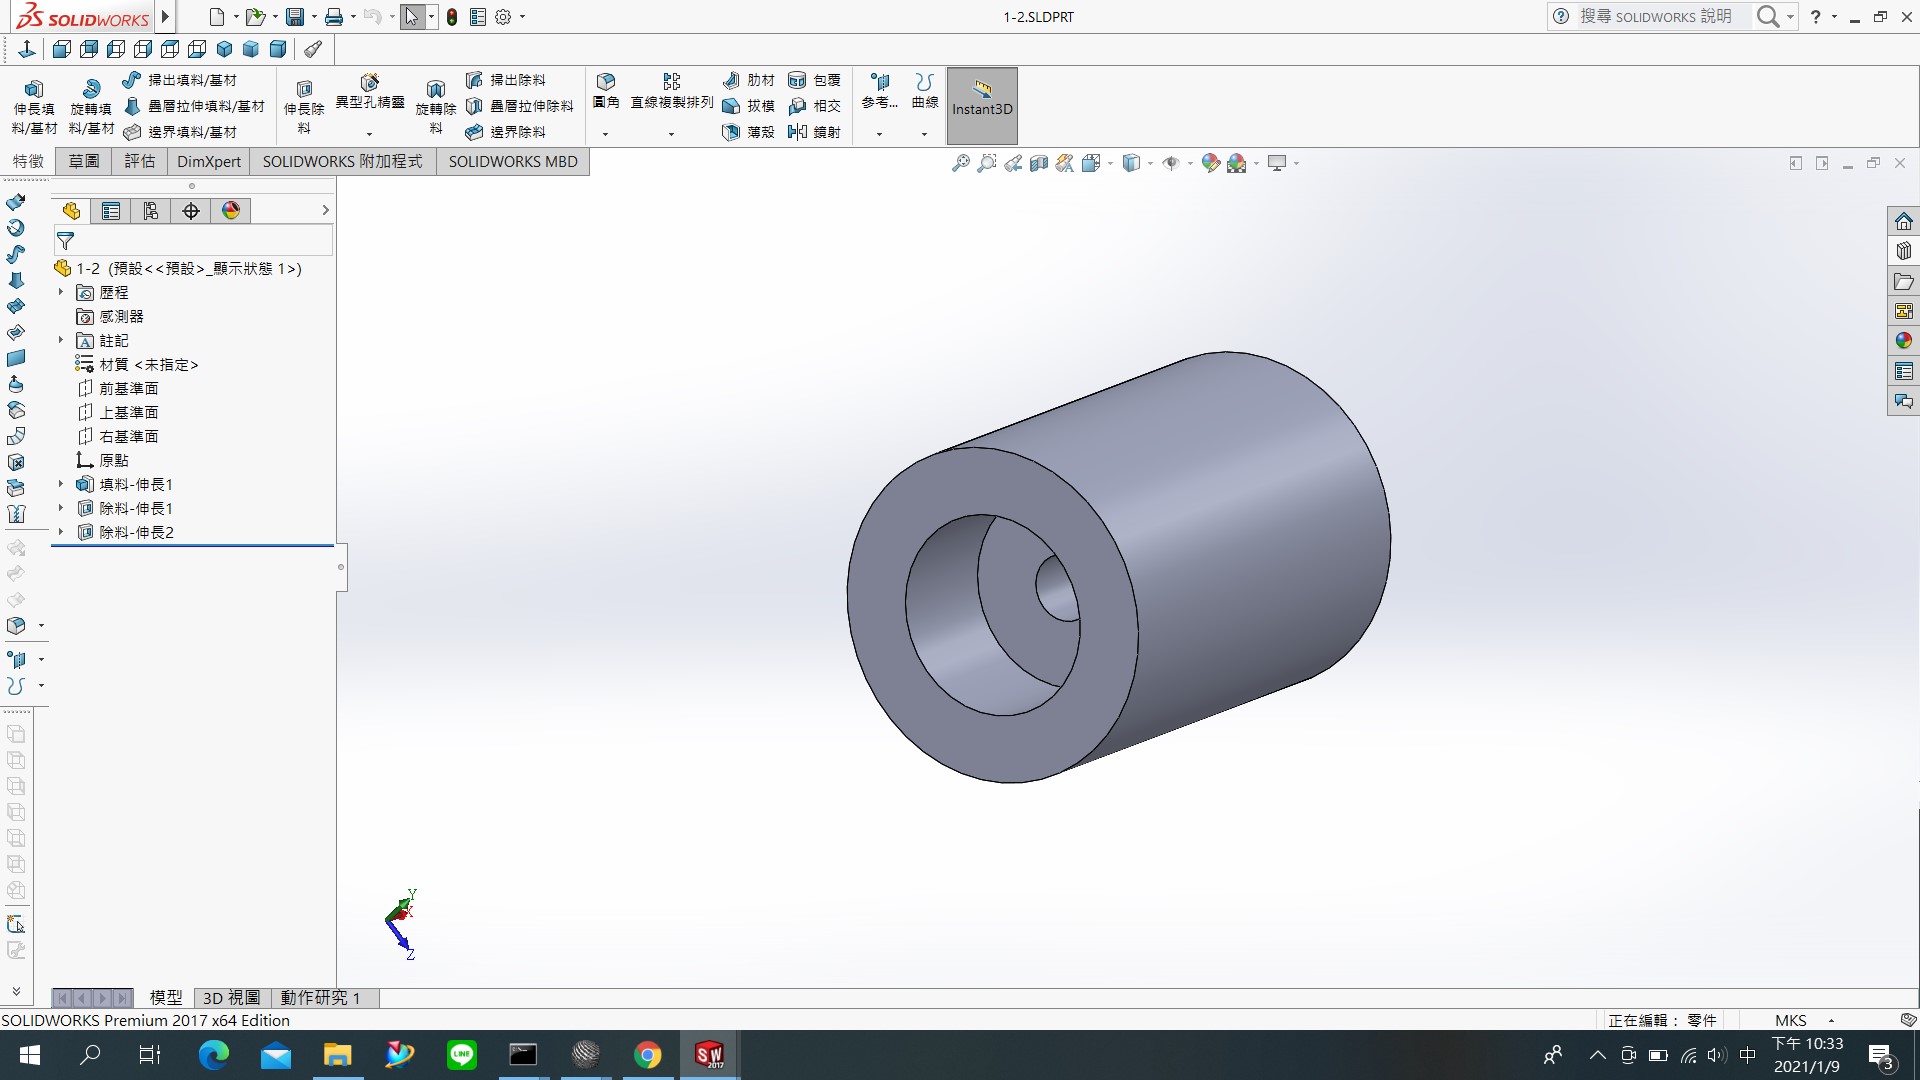 SOLIDWORKS
1-2.SLDPRT
搜尋 SOLIDWORKS 說明
伸長填料/基材
旋轉填料/基材
掃出填料/基材
疊層拉伸填料/基材
邊界填料/基材
伸長除料
異型孔精靈
旋轉除料
掃出除料
疊層拉伸除料
邊界除料
圓角
直線複製排列
肋材
拔模
薄殼
包覆
相交
鏡射
參考...
曲線
Instant3D
特徵
草圖
評估
DimXpert
SOLIDWORKS 附加程式
SOLIDWORKS MBD
1-2 (預設<<預設>_顯示狀態 1>)
歷程
感測器
註記
材質 <未指定>
前基準面
上基準面
右基準面
原點
填料-伸長1
除料-伸長1
除料-伸長2
Y
X
Z
模型
3D 視圖
動作研究 1
SOLIDWORKS Premium 2017 x64 Edition
正在編輯： 零件
MKS
LINE
SW
2017
中
下午 10:33
2021/1/9
3